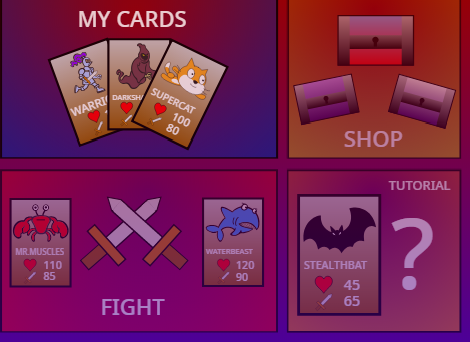 MY CARDS
WARRI
DARKSH
SUPERCAT
100
80
SHOP
MR.MUSCLES
110
85
WATERBEAST
120
90
FIGHT
TUTORIAL
STEALTHBAT
45
65
?